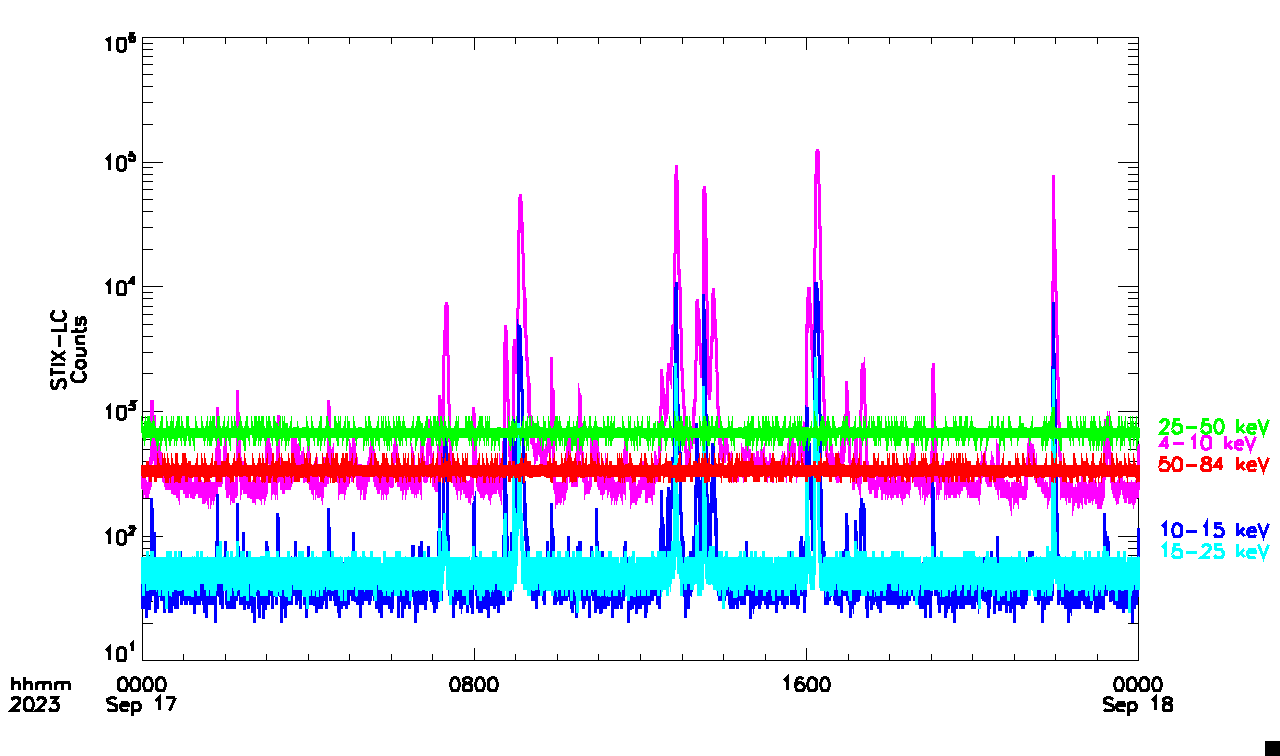 10⁶
10⁵
10⁴
10³
10²
10¹
STIX-LC
Counts
25-50 keV
4-10 keV
50-84 keV
10-15 keV
15-25 keV
hhmm 0000 0800 1600 0000
2023 Sep 17 Sep 18